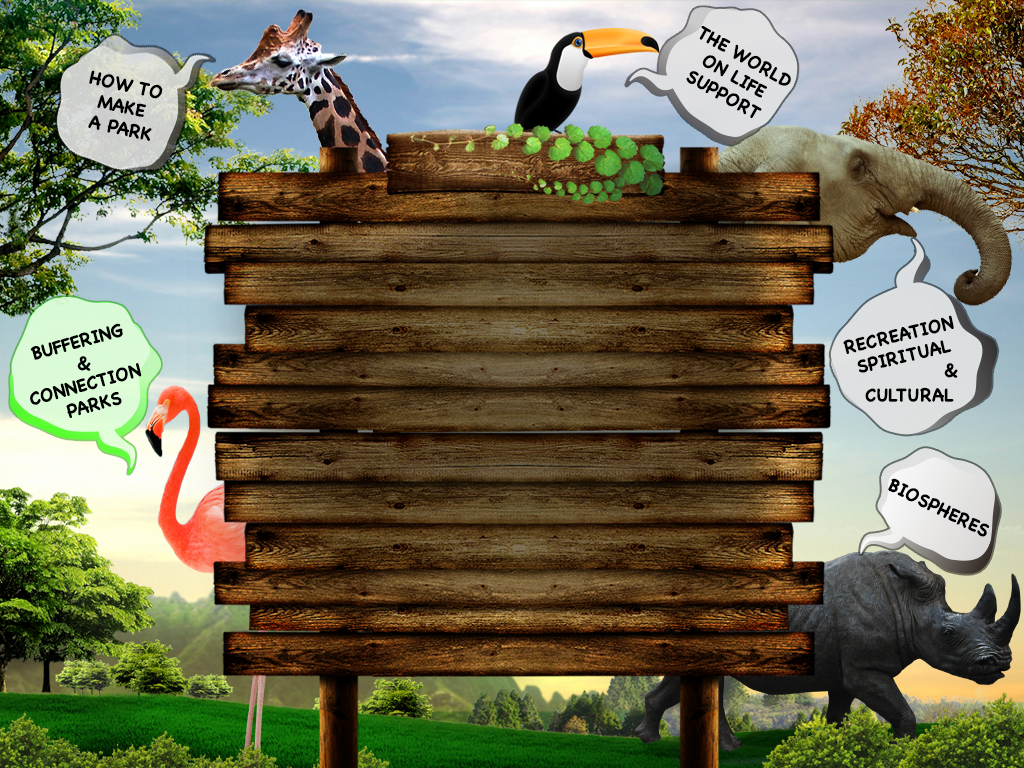 HOW TO
MAKE
A PARK
THE WORLD
ON LIFE
SUPPORT
BUFFERING
&
CONNECTION
PARKS
RECREATION
SPIRITUAL
&
CULTURAL
BIOSPHERES